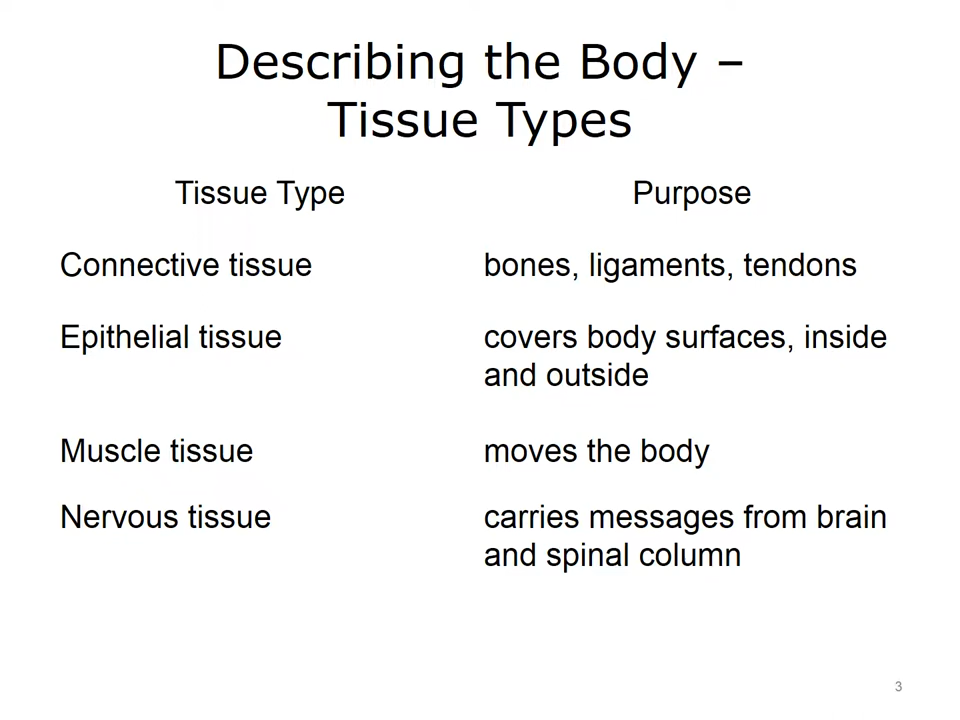 Describing the Body –
Tissue Types
Tissue Type
Purpose
Connective tissue
bones, ligaments, tendons
Epithelial tissue
covers body surfaces, inside
and outside
Muscle tissue
moves the body
Nervous tissue
carries messages from brain
and spinal column
3